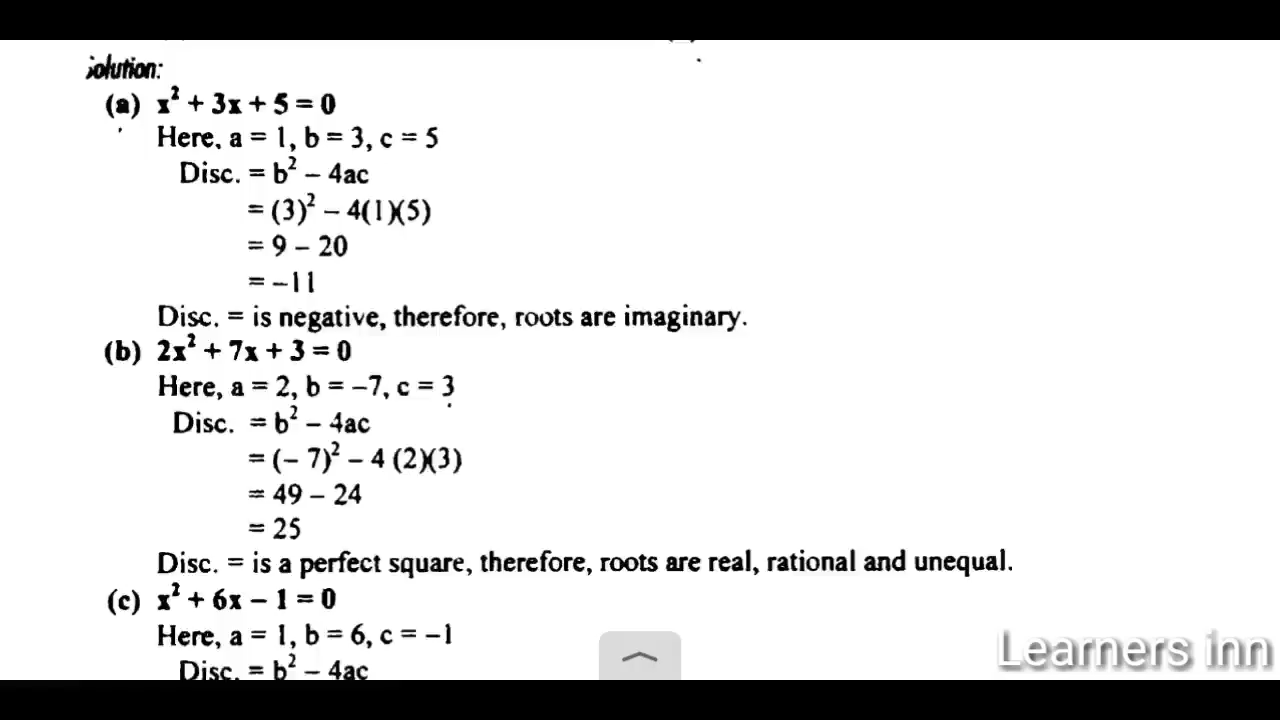 Solution:
(a) x² + 3x + 5 = 0
Here, a = 1, b = 3, c = 5
Disc. = b² – 4ac
= (3)² – 4(1)(5)
= 9 – 20
= –11
Disc. = is negative, therefore, roots are imaginary.
(b) 2x² + 7x + 3 = 0
Here, a = 2, b = –7, c = 3
Disc. = b² – 4ac
= (– 7)² – 4 (2)(3)
= 49 – 24
= 25
Disc. = is a perfect square, therefore, roots are real, rational and unequal.
(c) x² + 6x – 1 = 0
Here, a = 1, b = 6, c = –1
Disc. = b² – 4ac
Learners inn